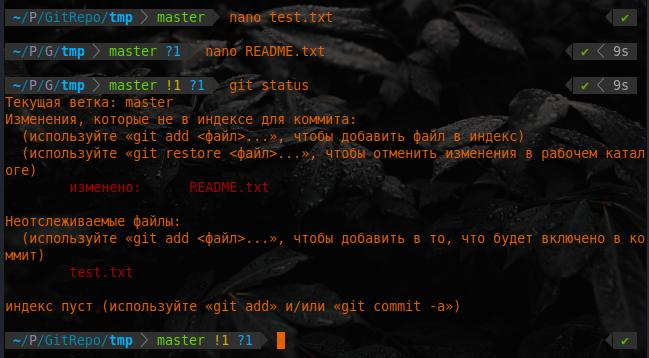 ~/P/GitRepo/tmp master nano test.txt ✔
~/P/G/tmp master ?1 nano README.txt ✔ 9s
~/P/G/tmp master !1 ?1 git status ✔ 9s
Текущая ветка: master
Изменения, которые не в индексе для коммита:
(используйте «git add <файл>...», чтобы добавить файл в индекс)
(используйте «git restore <файл>...», чтобы отменить изменения в рабочем катал
оге)
изменено: README.txt
Неотслеживаемые файлы:
(используйте «git add <файл>...», чтобы добавить в то, что будет включено в ко
ммит)
test.txt
индекс пуст (используйте «git add» и/или «git commit -a»)
~/P/GitRepo/tmp master !1 ?1 ✔